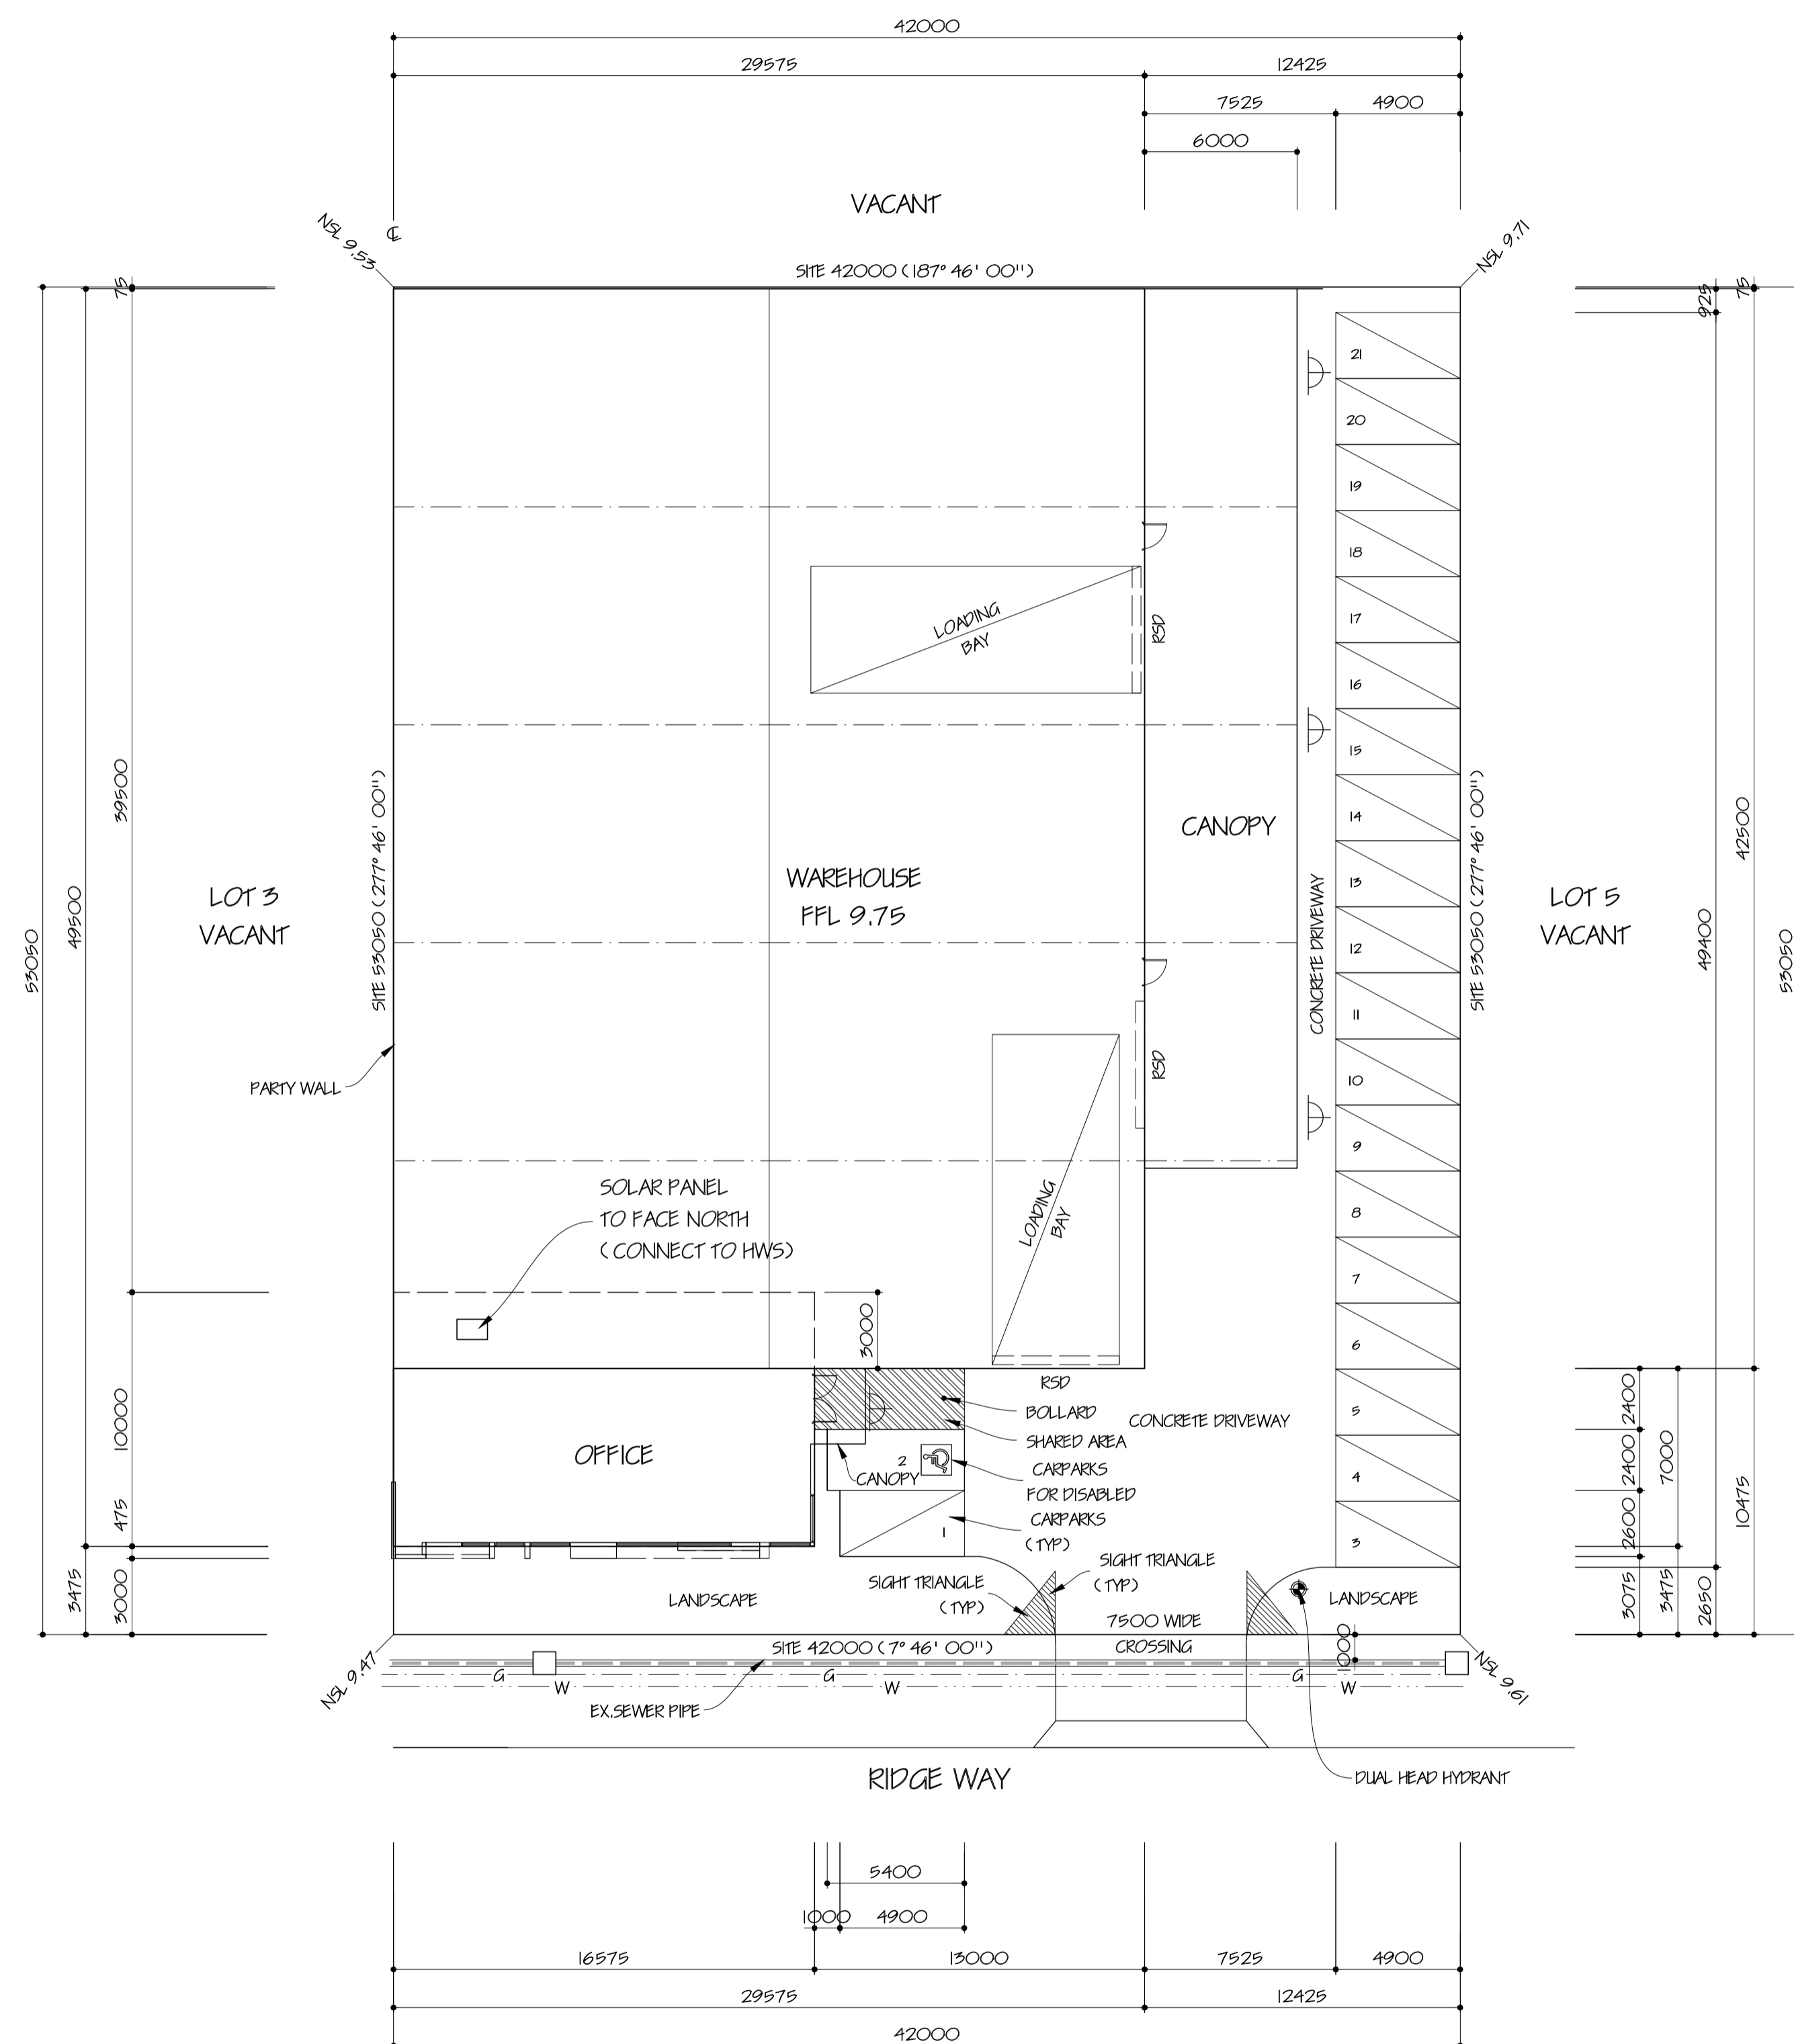 42000
29575
12425
7525
4900
6000
VACANT
NSL 9.53
NSL 9.71
SITE 42000 (187° 46' 00")
75
39500
10000
475
3000
49500
3475
53050
LOT 3
VACANT
SITE 53050 (277° 46' 00")
PARTY WALL
LOADING
BAY
RSD
CANOPY
WAREHOUSE
FFL 9.75
RSD
LOADING
BAY
CONCRETE DRIVEWAY
SOLAR PANEL
TO FACE NORTH
(CONNECT TO HWS)
3000
21
20
19
18
17
16
15
14
13
12
11
10
9
8
7
6
5
4
3
SITE 53050 (277° 46' 00")
LOT 5
VACANT
925
75
42500
49400
53050
2400
2400
7000
2600
10475
3075
3475
2650
OFFICE
RSD
BOLLARD
CONCRETE DRIVEWAY
SHARED AREA
2
CANOPY
CARPARKS
FOR DISABLED
1
CARPARKS
(TYP)
SIGHT TRIANGLE
(TYP)
SIGHT TRIANGLE
(TYP)
LANDSCAPE
LANDSCAPE
7500 WIDE
CROSSING
1000
SITE 42000 (7° 46' 00")
NSL 9.47
NSL 9.61
G
G
G
W
W
W
EX.SEWER PIPE
RIDGE WAY
DUAL HEAD HYDRANT
5400
1000
4900
16575
13000
7525
4900
29575
12425
42000